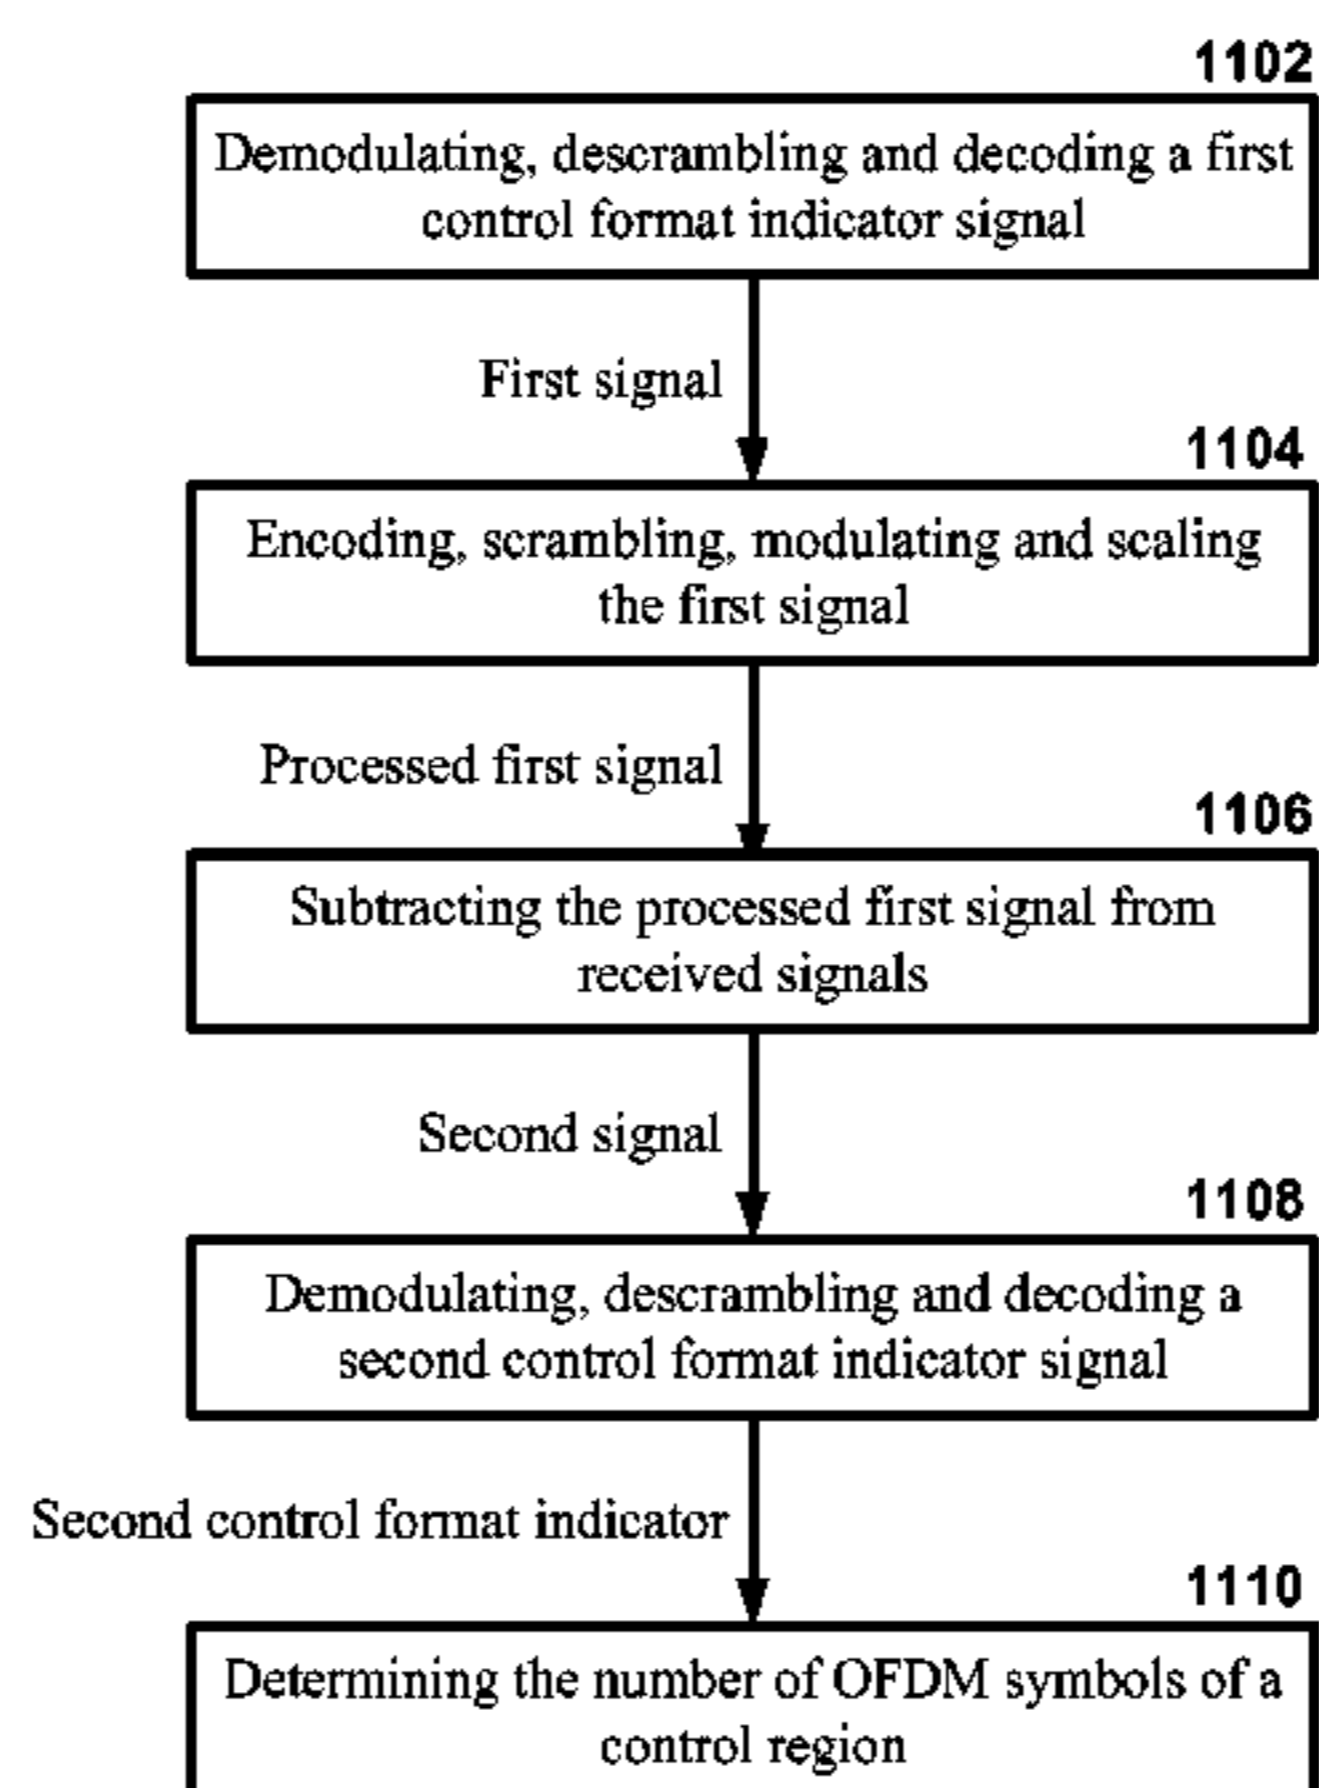 1102
Demodulating, descrambling and decoding a first
control format indicator signal
First signal
1104
Encoding, scrambling, modulating and scaling
the first signal
Processed first signal
1106
Subtracting the processed first signal from
received signals
Second signal
1108
Demodulating, descrambling and decoding a
second control format indicator signal
Second control format indicator
1110
Determining the number of OFDM symbols of a
control region